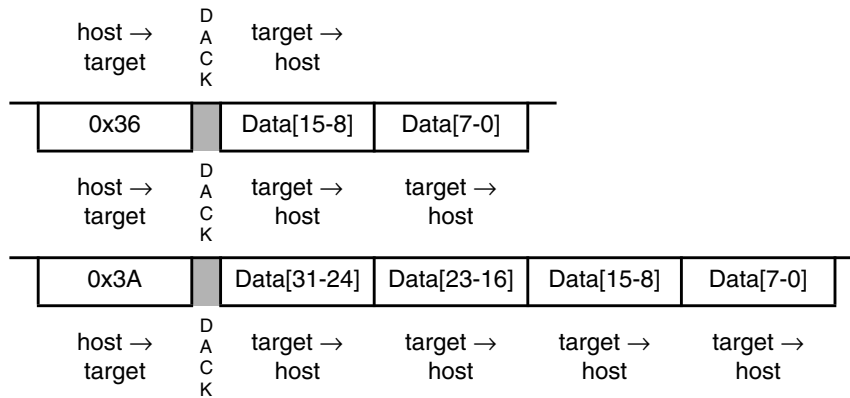 host → D A C K target →
target host
0x36 Data[15-8] Data[7-0]
host → D A C K target → target →
target host host
0x3A Data[31-24] Data[23-16] Data[15-8] Data[7-0]
host → D A C K target → target → target → target →
target host host host host